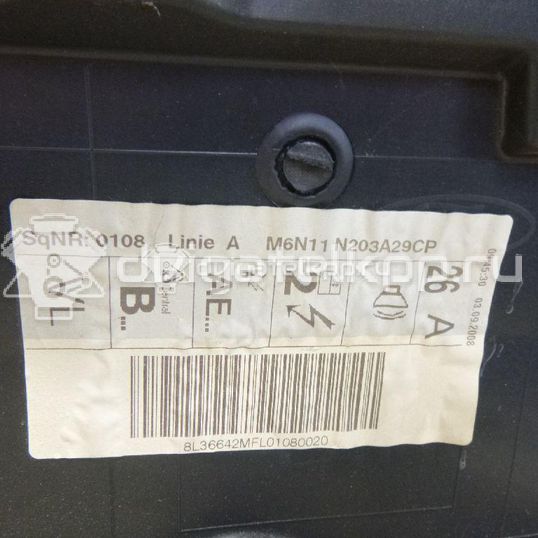 SqNR: 0108 Linie A M6N11 N203A29CP
VL B... AE... 2 26 A
03.09.2008
8L36642MFL01080020